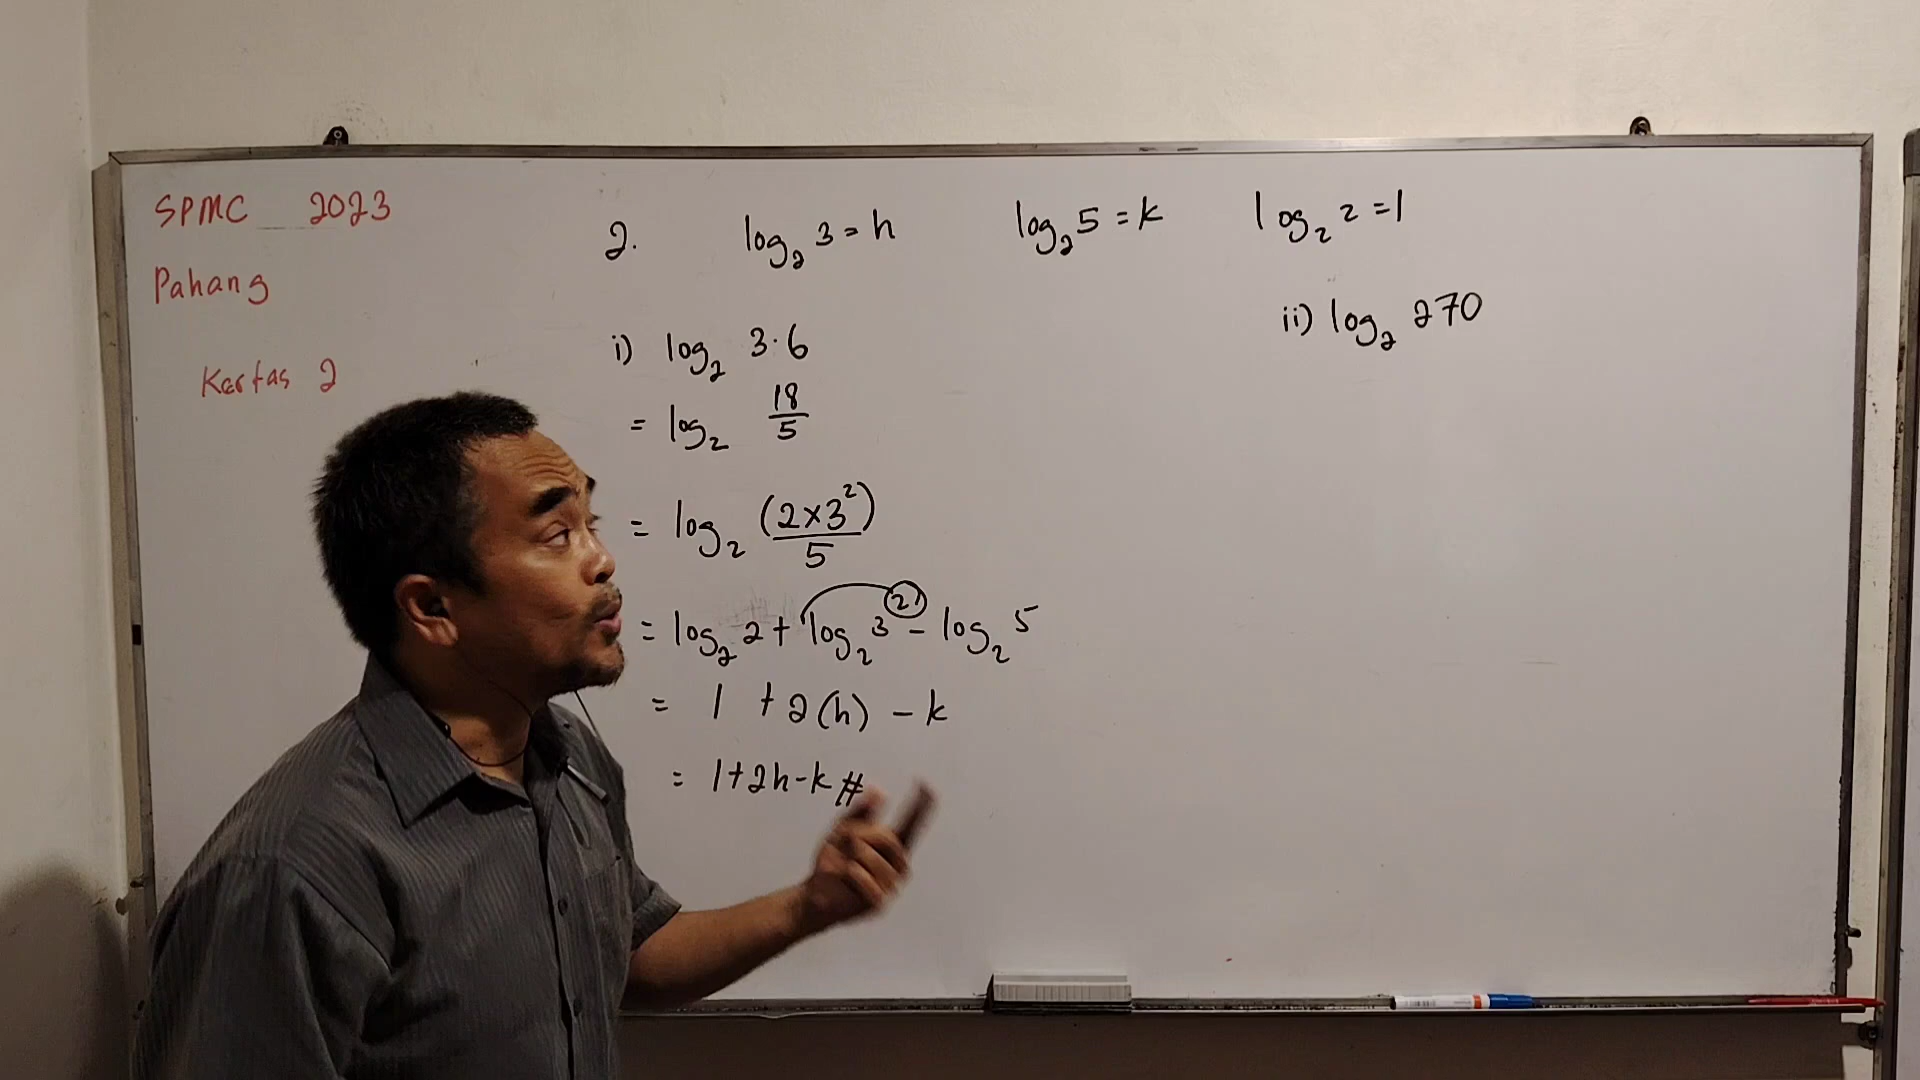 SPMC 2023
Pahang
Kertas 2
2. log₂ 3 = h log₂ 5 = k log₂ 2 = 1
i) log₂ 3·6
= log₂ 18/5
= log₂ (2×3²)/5
= log₂ 2 + log₂ 3² - log₂ 5
= 1 + 2(h) - k
= 1+2h-k #
ii) log₂ 270